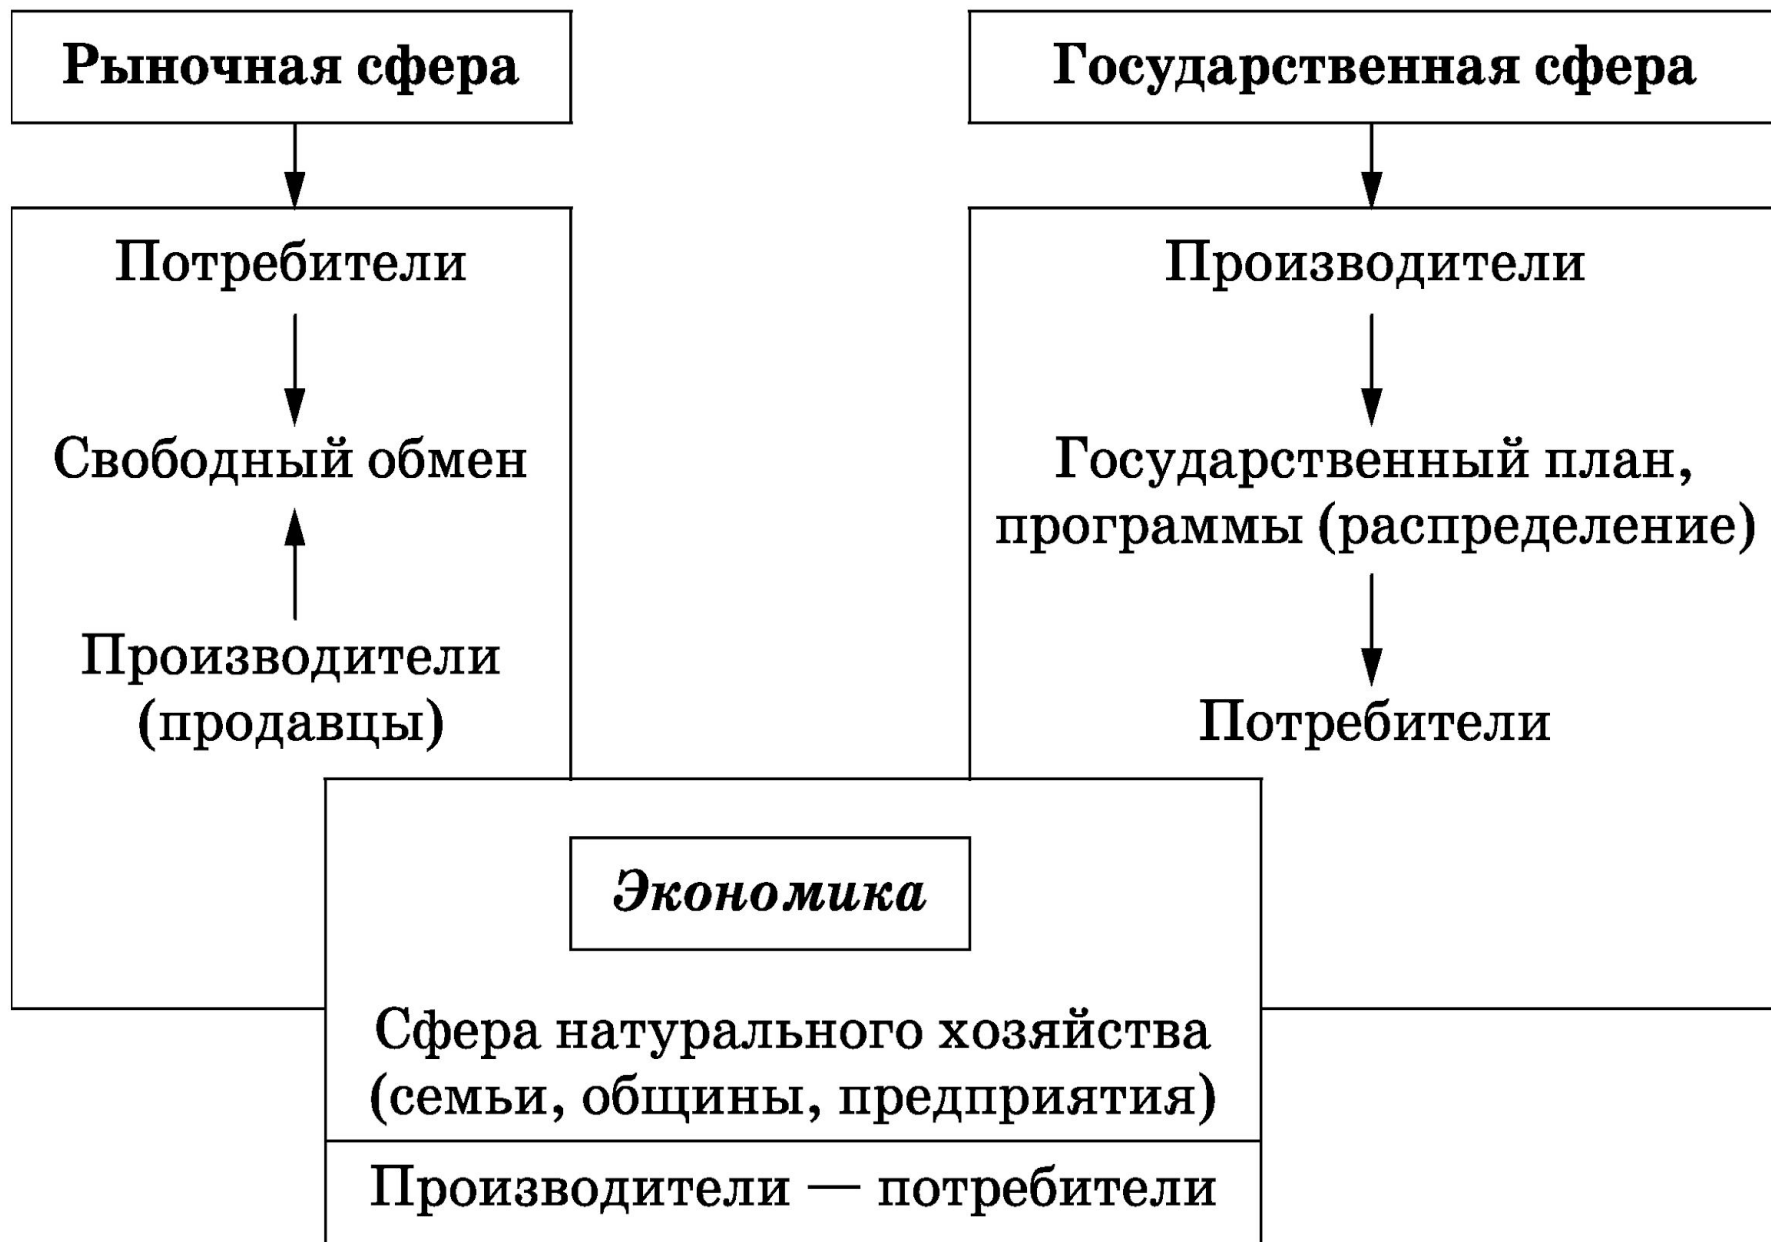 Рыночная сфера
Потребители
Свободный обмен
Производители
(продавцы)
Государственная сфера
Производители
Государственный план,
программы (распределение)
Потребители
Экономика
Сфера натурального хозяйства
(семьи, общины, предприятия)
Производители — потребители